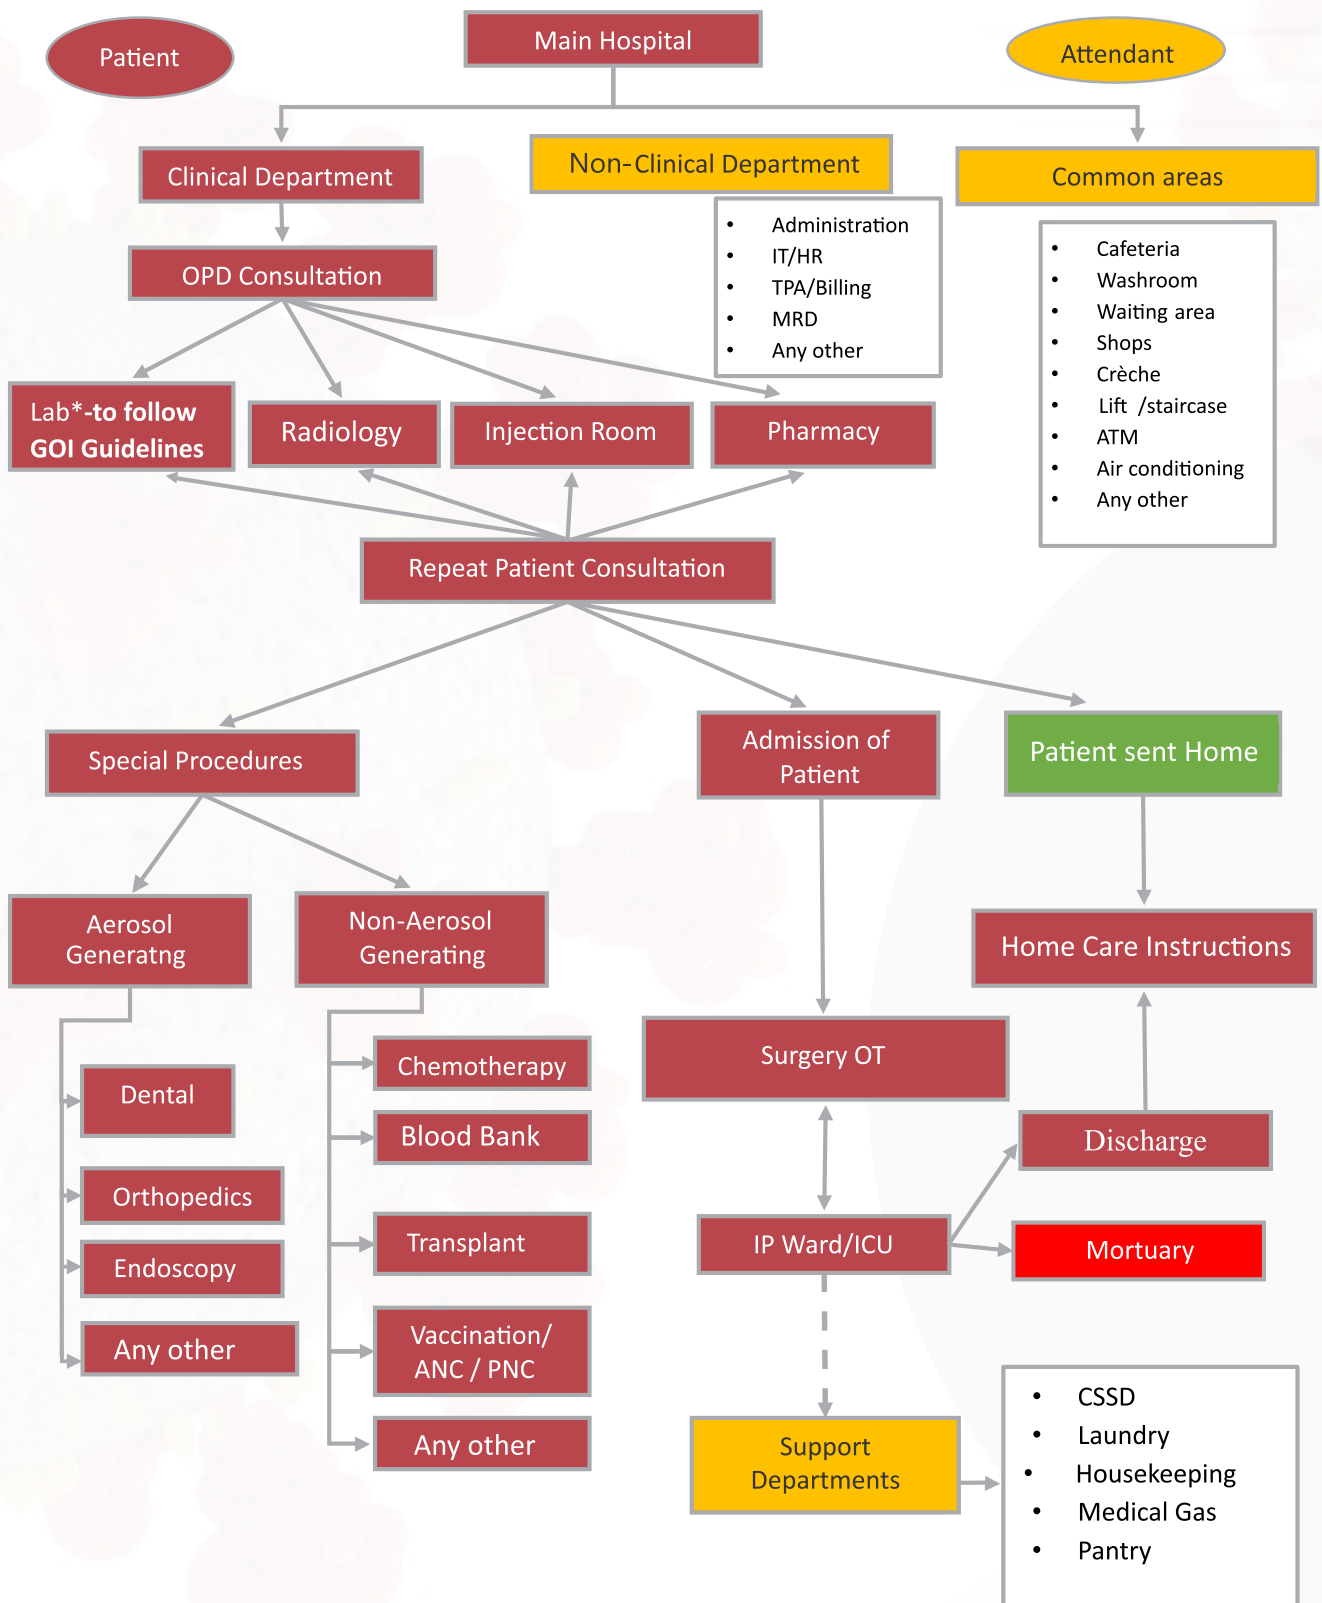 Patient
Main Hospital
Attendant
Clinical Department
Non-Clinical Department
Common areas
• Administration
• IT/HR
• TPA/Billing
• MRD
• Any other
• Cafeteria
• Washroom
• Waiting area
• Shops
• Crèche
• Lift /staircase
• ATM
• Air conditioning
• Any other
OPD Consultation
Lab*-to follow
GOI Guidelines
Radiology
Injection Room
Pharmacy
Repeat Patient Consultation
Special Procedures
Admission of
Patient
Patient sent Home
Aerosol
Generatng
Non-Aerosol
Generating
Home Care Instructions
Dental
Orthopedics
Endoscopy
Any other
Chemotherapy
Blood Bank
Transplant
Vaccination/
ANC / PNC
Any other
Surgery OT
Discharge
IP Ward/ICU
Mortuary
Support
Departments
• CSSD
• Laundry
• Housekeeping
• Medical Gas
• Pantry